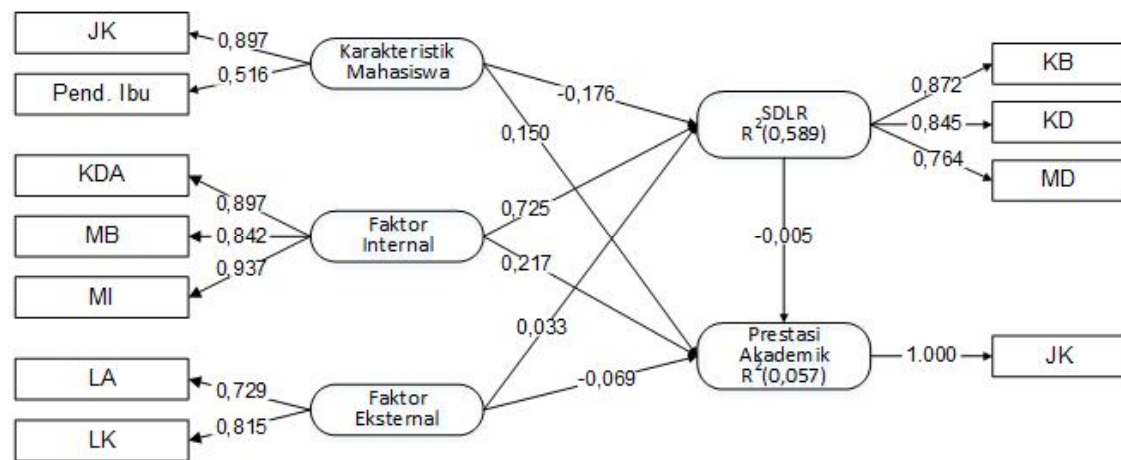 JK
0,897
Pend. Ibu
0,516
Karakteristik
Mahasiswa
-0,176
0,150
KDA
0,897
MB
0,842
MI
0,937
Faktor
Internal
0,725
0,217
LA
0,729
LK
0,815
Faktor
Eksternal
0,033
-0,069
SDLR
R²(0,589)
-0,005
Prestasi
Akademik
R²(0,057)
KB
0,872
KD
0,845
MD
0,764
1.000
JK